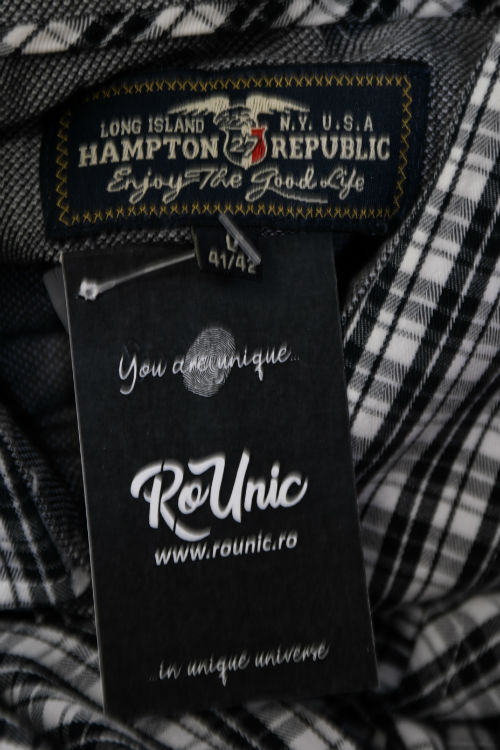 LONG ISLAND N.Y. U.S.A
HAMPTON 27 REPUBLIC
Enjoy The Good Life
L
41/42
You are unique...
RoUnic
www.rounic.ro
...in unique universe